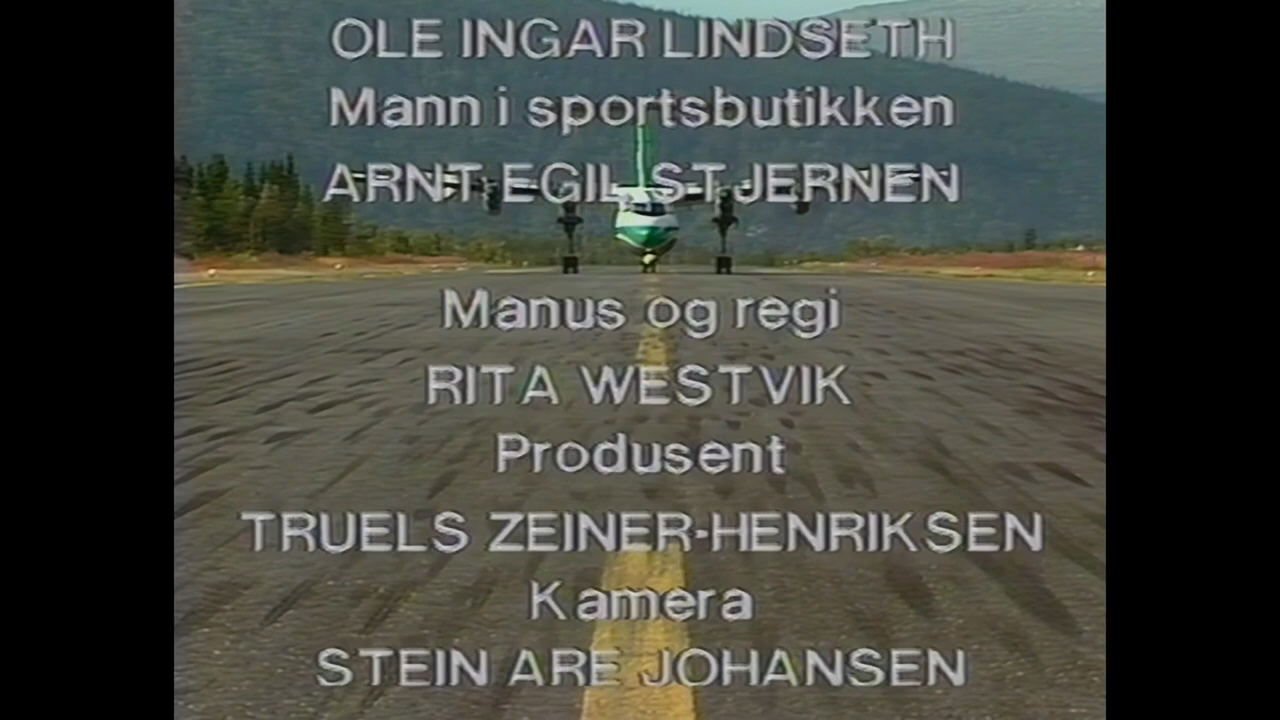 OLE INGAR LINDSETH
Mann i sportsbutikken
ARNT-EGIL STJERNEN
Manus og regi
RITA WESTVIK
Produsent
TRUELS ZEINER-HENRIKSEN
Kamera
STEIN ARE JOHANSEN